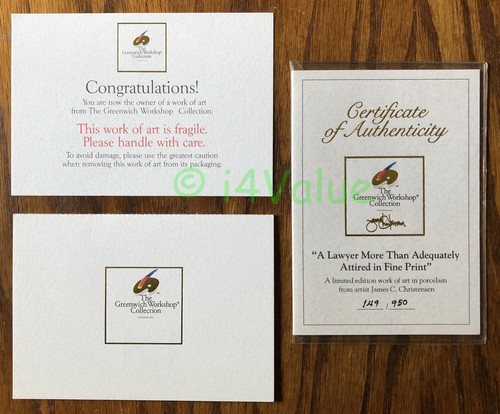 The
Greenwich Workshop
Collection
Congratulations!
You are now the owner of a work of art
from The Greenwich Workshop Collection.
This work of art is fragile.
Please handle with care.
To avoid damage, please use the greatest caution
when removing this work of art from its packaging.
© i4Value
The
Greenwich Workshop®
Collection
Certificate
of Authenticity
The
Greenwich Workshop®
Collection
"A Lawyer More Than Adequately
Attired in Fine Print"
A limited edition work of art in porcelain
from artist James C. Christensen
149 / 950